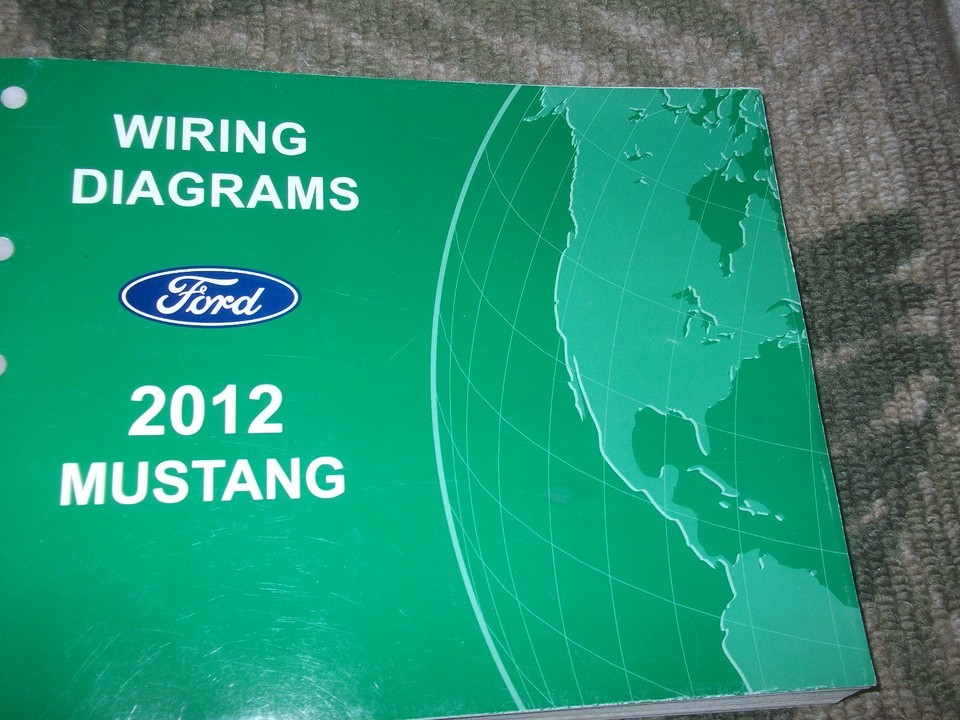 WIRING
DIAGRAMS
Ford
2012
MUSTANG